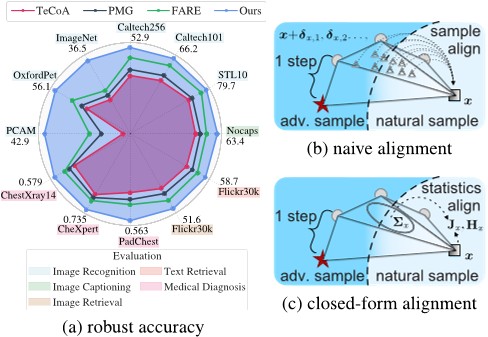 TeCoA PMG FARE Ours
Caltech256
52.9
ImageNet
36.5
Caltech101
66.2
OxfordPet
56.1
STL10
79.7
PCAM
42.9
Nocaps
63.4
0.579
ChestXray14
58.7
Flickr30k
0.735
CheXpert
51.6
Flickr30k
0.563
PadChest
Evaluation
Image Recognition
Text Retrieval
Image Captioning
Medical Diagnosis
Image Retrieval
(a) robust accuracy
x+δx,1, δx,2...
sample
align
1 step
x
adv. sample
natural sample
(b) naive alignment
statistics
align
1 step
Σx
Jx, Hx
x
adv. sample
natural sample
(c) closed-form alignment